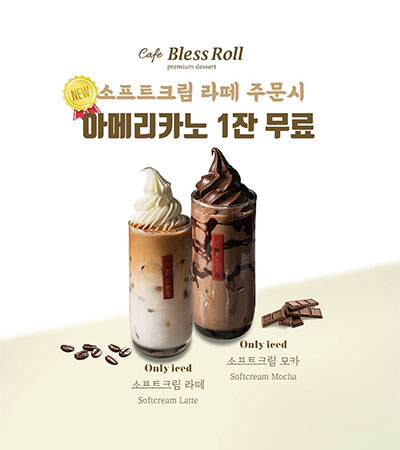 Cafe Bless Roll
premium dessert
NEW
소프트크림 라떼 주문시
아메리카노 1잔 무료
Only iced
소프트크림 모카
Softcream Mocha
Only iced
소프트크림 라떼
Softcream Latte